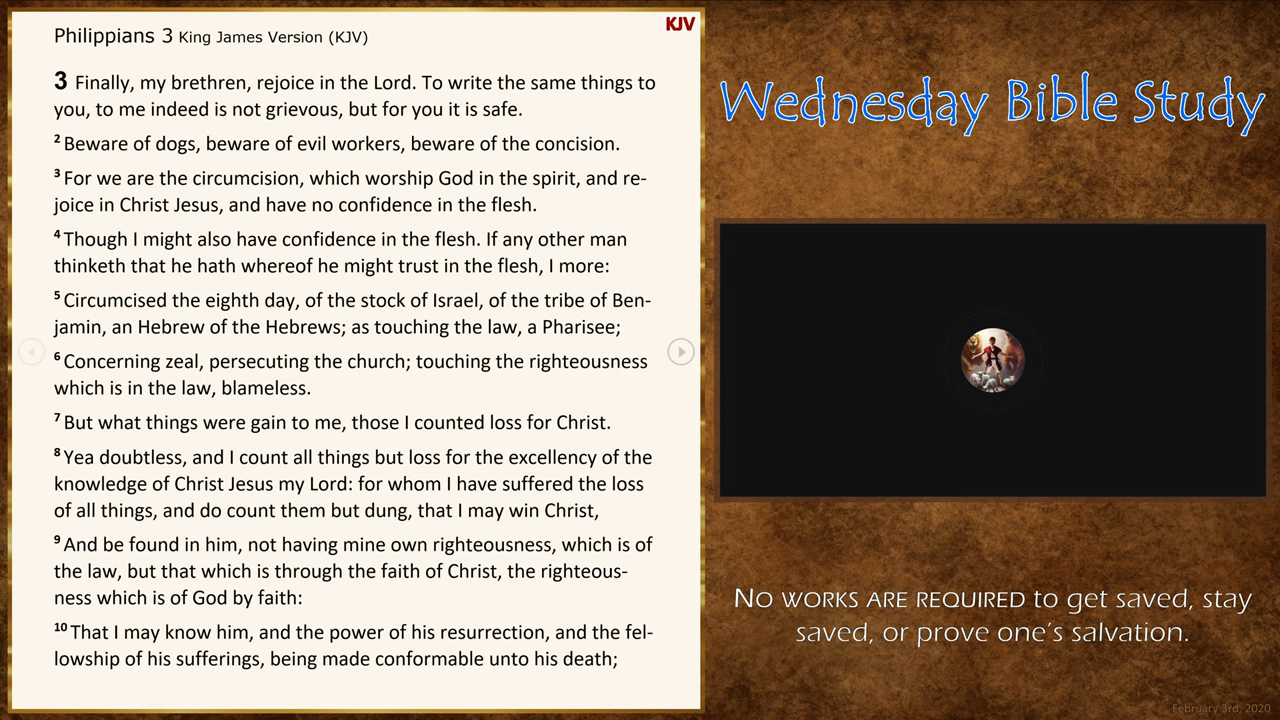 Philippians 3 King James Version (KJV)
KJV
3 Finally, my brethren, rejoice in the Lord. To write the same things to
you, to me indeed is not grievous, but for you it is safe.
2 Beware of dogs, beware of evil workers, beware of the concision.
3 For we are the circumcision, which worship God in the spirit, and re-
joice in Christ Jesus, and have no confidence in the flesh.
4 Though I might also have confidence in the flesh. If any other man
thinketh that he hath whereof he might trust in the flesh, I more:
5 Circumcised the eighth day, of the stock of Israel, of the tribe of Ben-
jamin, an Hebrew of the Hebrews; as touching the law, a Pharisee;
6 Concerning zeal, persecuting the church; touching the righteousness
which is in the law, blameless.
7 But what things were gain to me, those I counted loss for Christ.
8 Yea doubtless, and I count all things but loss for the excellency of the
knowledge of Christ Jesus my Lord: for whom I have suffered the loss
of all things, and do count them but dung, that I may win Christ,
9 And be found in him, not having mine own righteousness, which is of
the law, but that which is through the faith of Christ, the righteous-
ness which is of God by faith:
10 That I may know him, and the power of his resurrection, and the fel-
lowship of his sufferings, being made conformable unto his death;
Wednesday Bible Study
No works are required to get saved, stay
saved, or prove one's salvation.
February 3rd, 2020